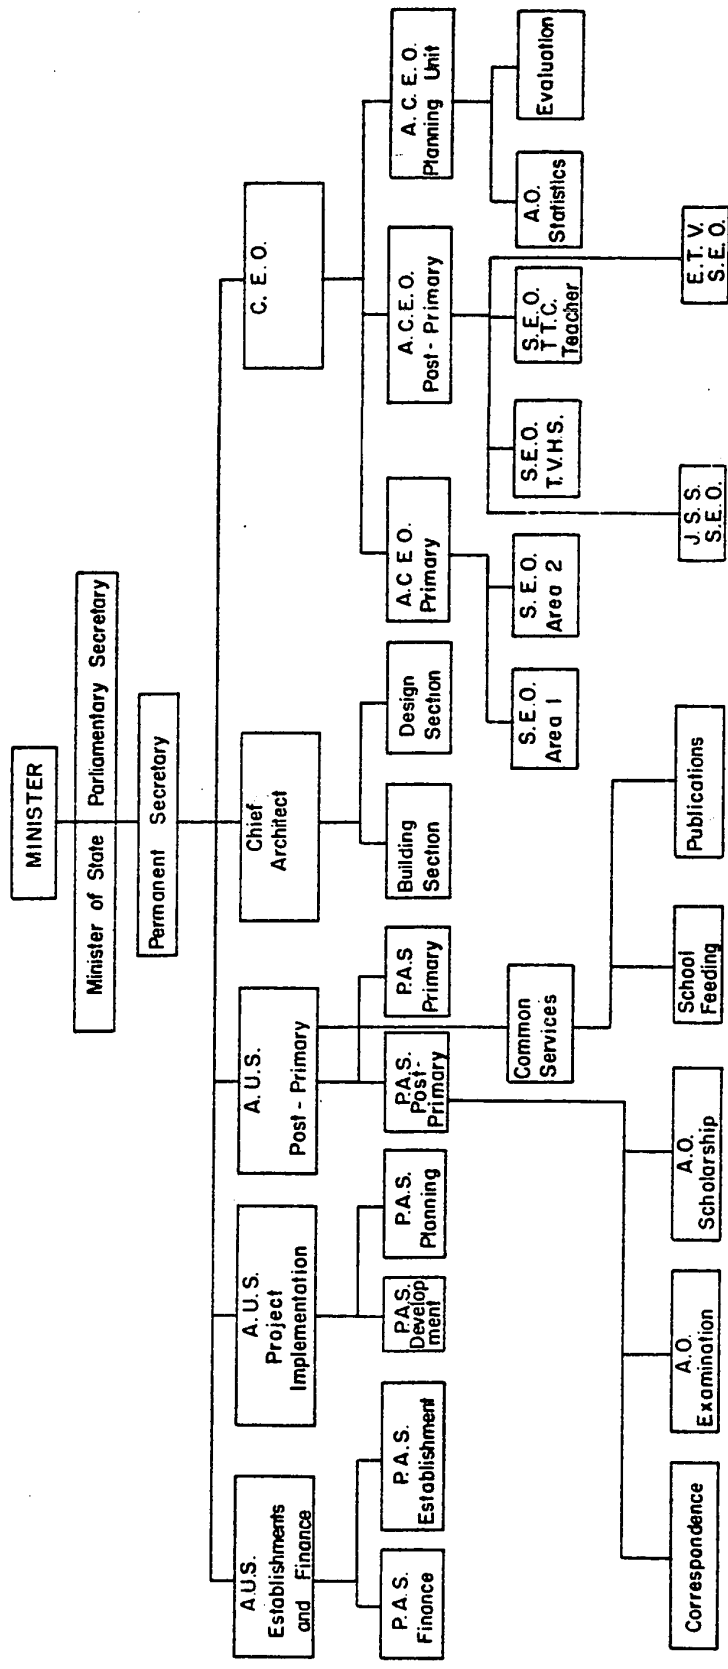 MINISTER
Minister of State Parliamentary Secretary
Permanent Secretary
A.U.S.
Establishments
and Finance
A.U.S.
Project
Implementation
A.U.S.
Post-Primary
Chief
Architect
C.E.O.
P.A.S.
Finance
P.A.S.
Establishment
P.A.S.
Develop
ment
P.A.S.
Planning
P.A.S.
Post-
Primary
P.A.S
Primary
Building
Section
Design
Section
A.C E O.
Primary
A.C.E.O.
Post-Primary
A.C.E.O.
Planning Unit
Common
Services
S.E.O.
Area 1
S.E.O.
Area 2
S.E.O.
T.V.H.S.
S.E.O.
T T.C.
Teacher
A.O.
Statistics
Evaluation
Correspondence
A.O.
Examination
A.O.
Scholarship
School
Feeding
Publications
J.S.S.
S.E.O.
E.T.V.
S.E.O.